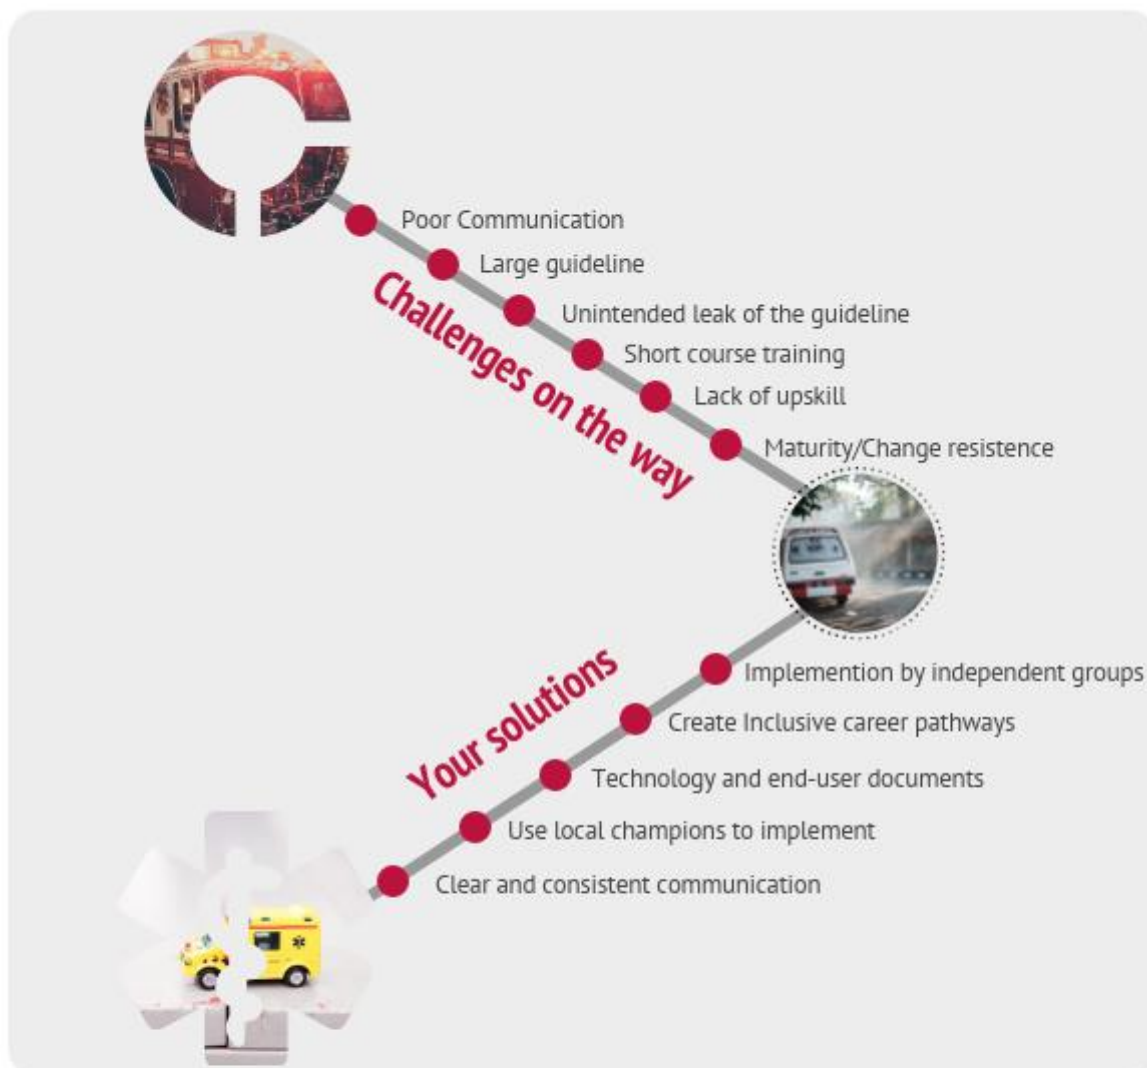 Poor Communication
Large guideline
Unintended leak of the guideline
Short course training
Lack of upskill
Maturity/Change resistence
Challenges on the way
Implemention by independent groups
Your solutions
Create Inclusive career pathways
Technology and end-user documents
Use local champions to implement
Clear and consistent communication